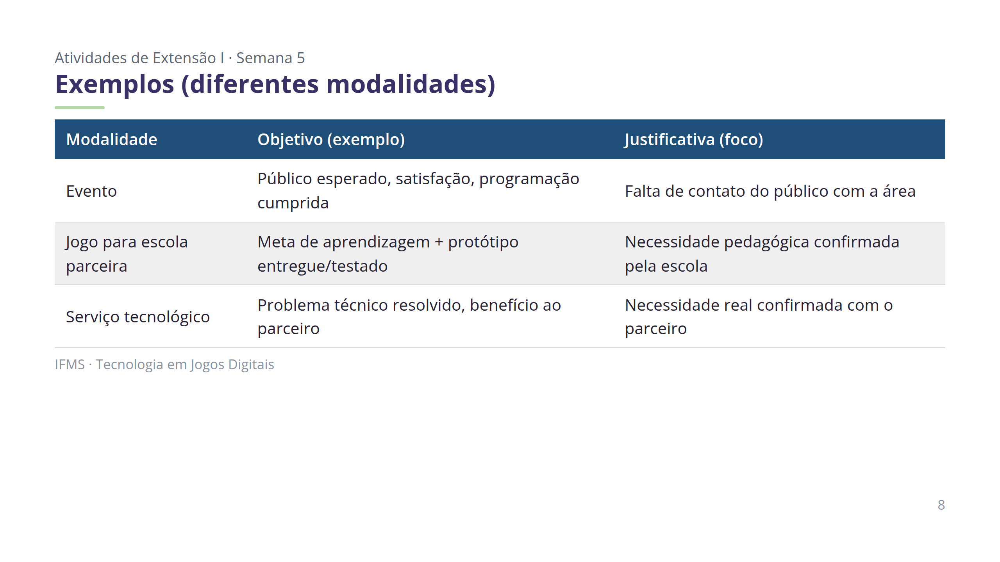 Atividades de Extensão I · Semana 5
Exemplos (diferentes modalidades)
Modalidade
Objetivo (exemplo)
Justificativa (foco)
Evento
Público esperado, satisfação, programação
cumprida
Falta de contato do público com a área
Jogo para escola
parceira
Meta de aprendizagem + protótipo
entregue/testado
Necessidade pedagógica confirmada
pela escola
Serviço tecnológico
Problema técnico resolvido, benefício ao
parceiro
Necessidade real confirmada com o
parceiro
IFMS · Tecnologia em Jogos Digitais
8